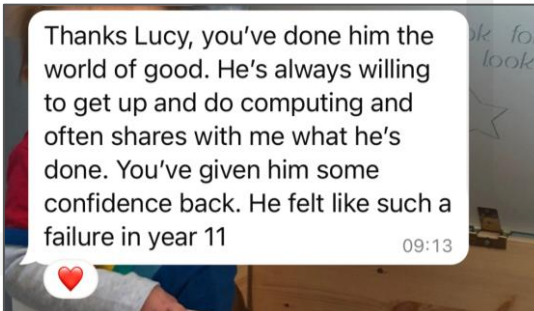 Thanks Lucy, you've done him the
world of good. He's always willing
to get up and do computing and
often shares with me what he's
done. You've given him some
confidence back. He felt like such a
failure in year 11
09:13
look